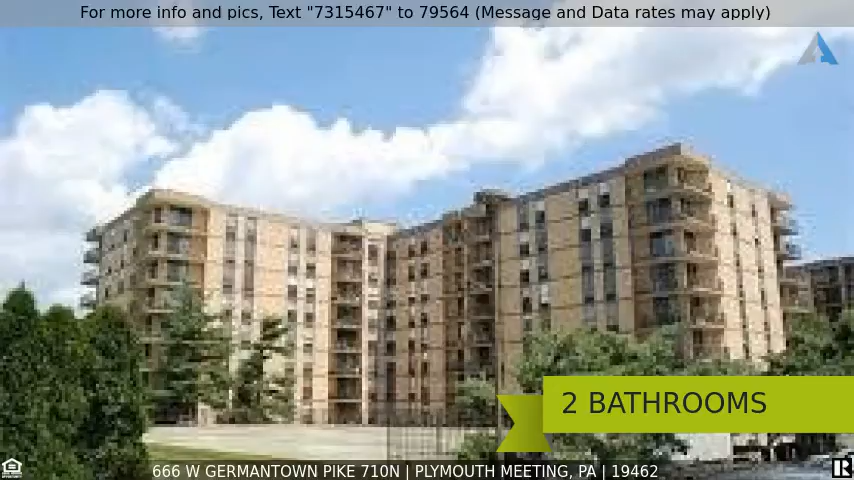 For more info and pics, Text "7315467" to 79564 (Message and Data rates may apply)
2 BATHROOMS
666 W GERMANTOWN PIKE 710N | PLYMOUTH MEETING, PA | 19462